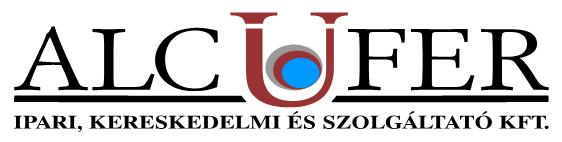 ALCUFER
IPARI, KERESKEDELMI ÉS SZOLGÁLTATÓ KFT.